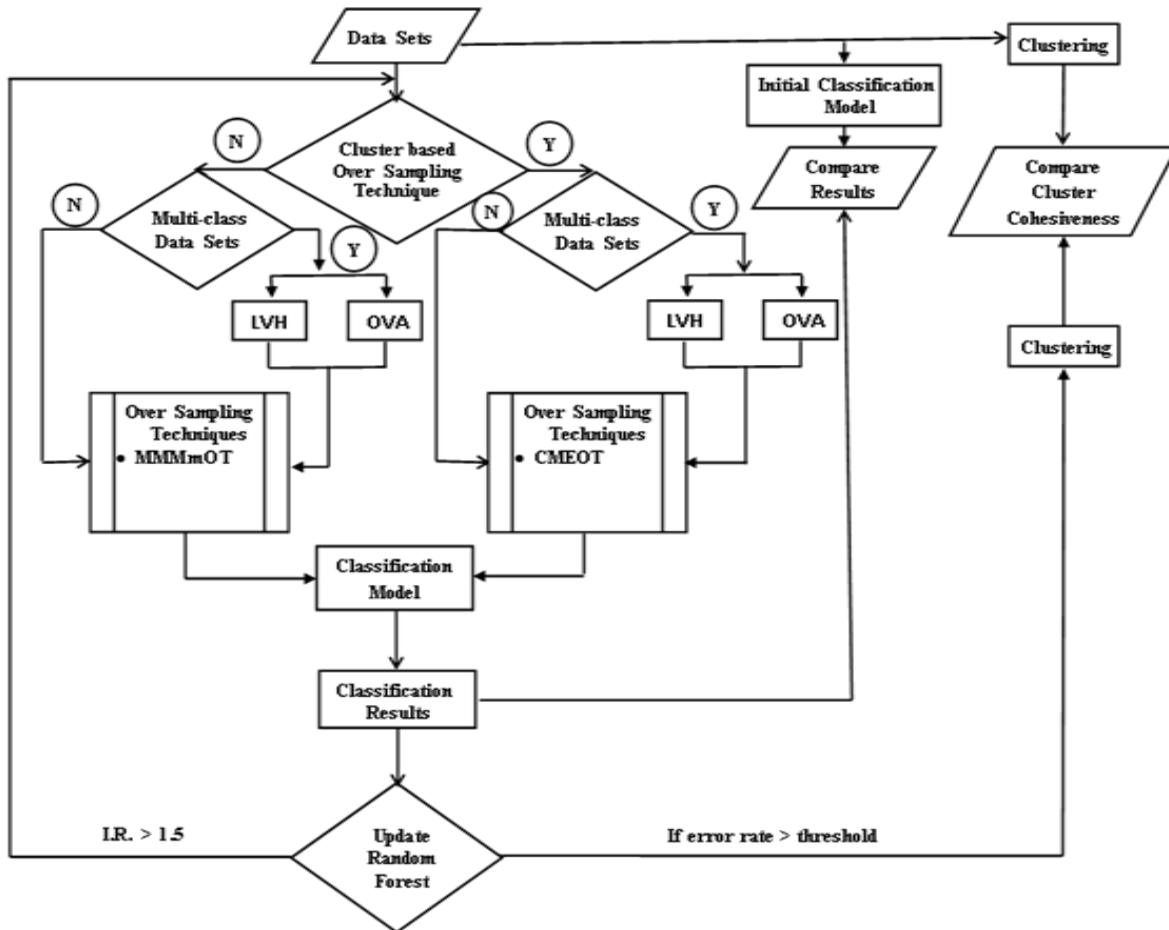 Data Sets
Clustering
Initial Classification
Model
N
Y
Cluster based
Over Sampling
Technique
Compare
Results
Compare
Cluster
Cohesiveness
N
Multi-class
Data Sets
Y
N
Multi-class
Data Sets
Y
LVH
OVA
LVH
OVA
Clustering
Over Sampling
Techniques
• MMMmOT
Over Sampling
Techniques
• CMEOT
Classification
Model
Classification
Results
I.R. > 1.5
Update
Random
Forest
If error rate > threshold